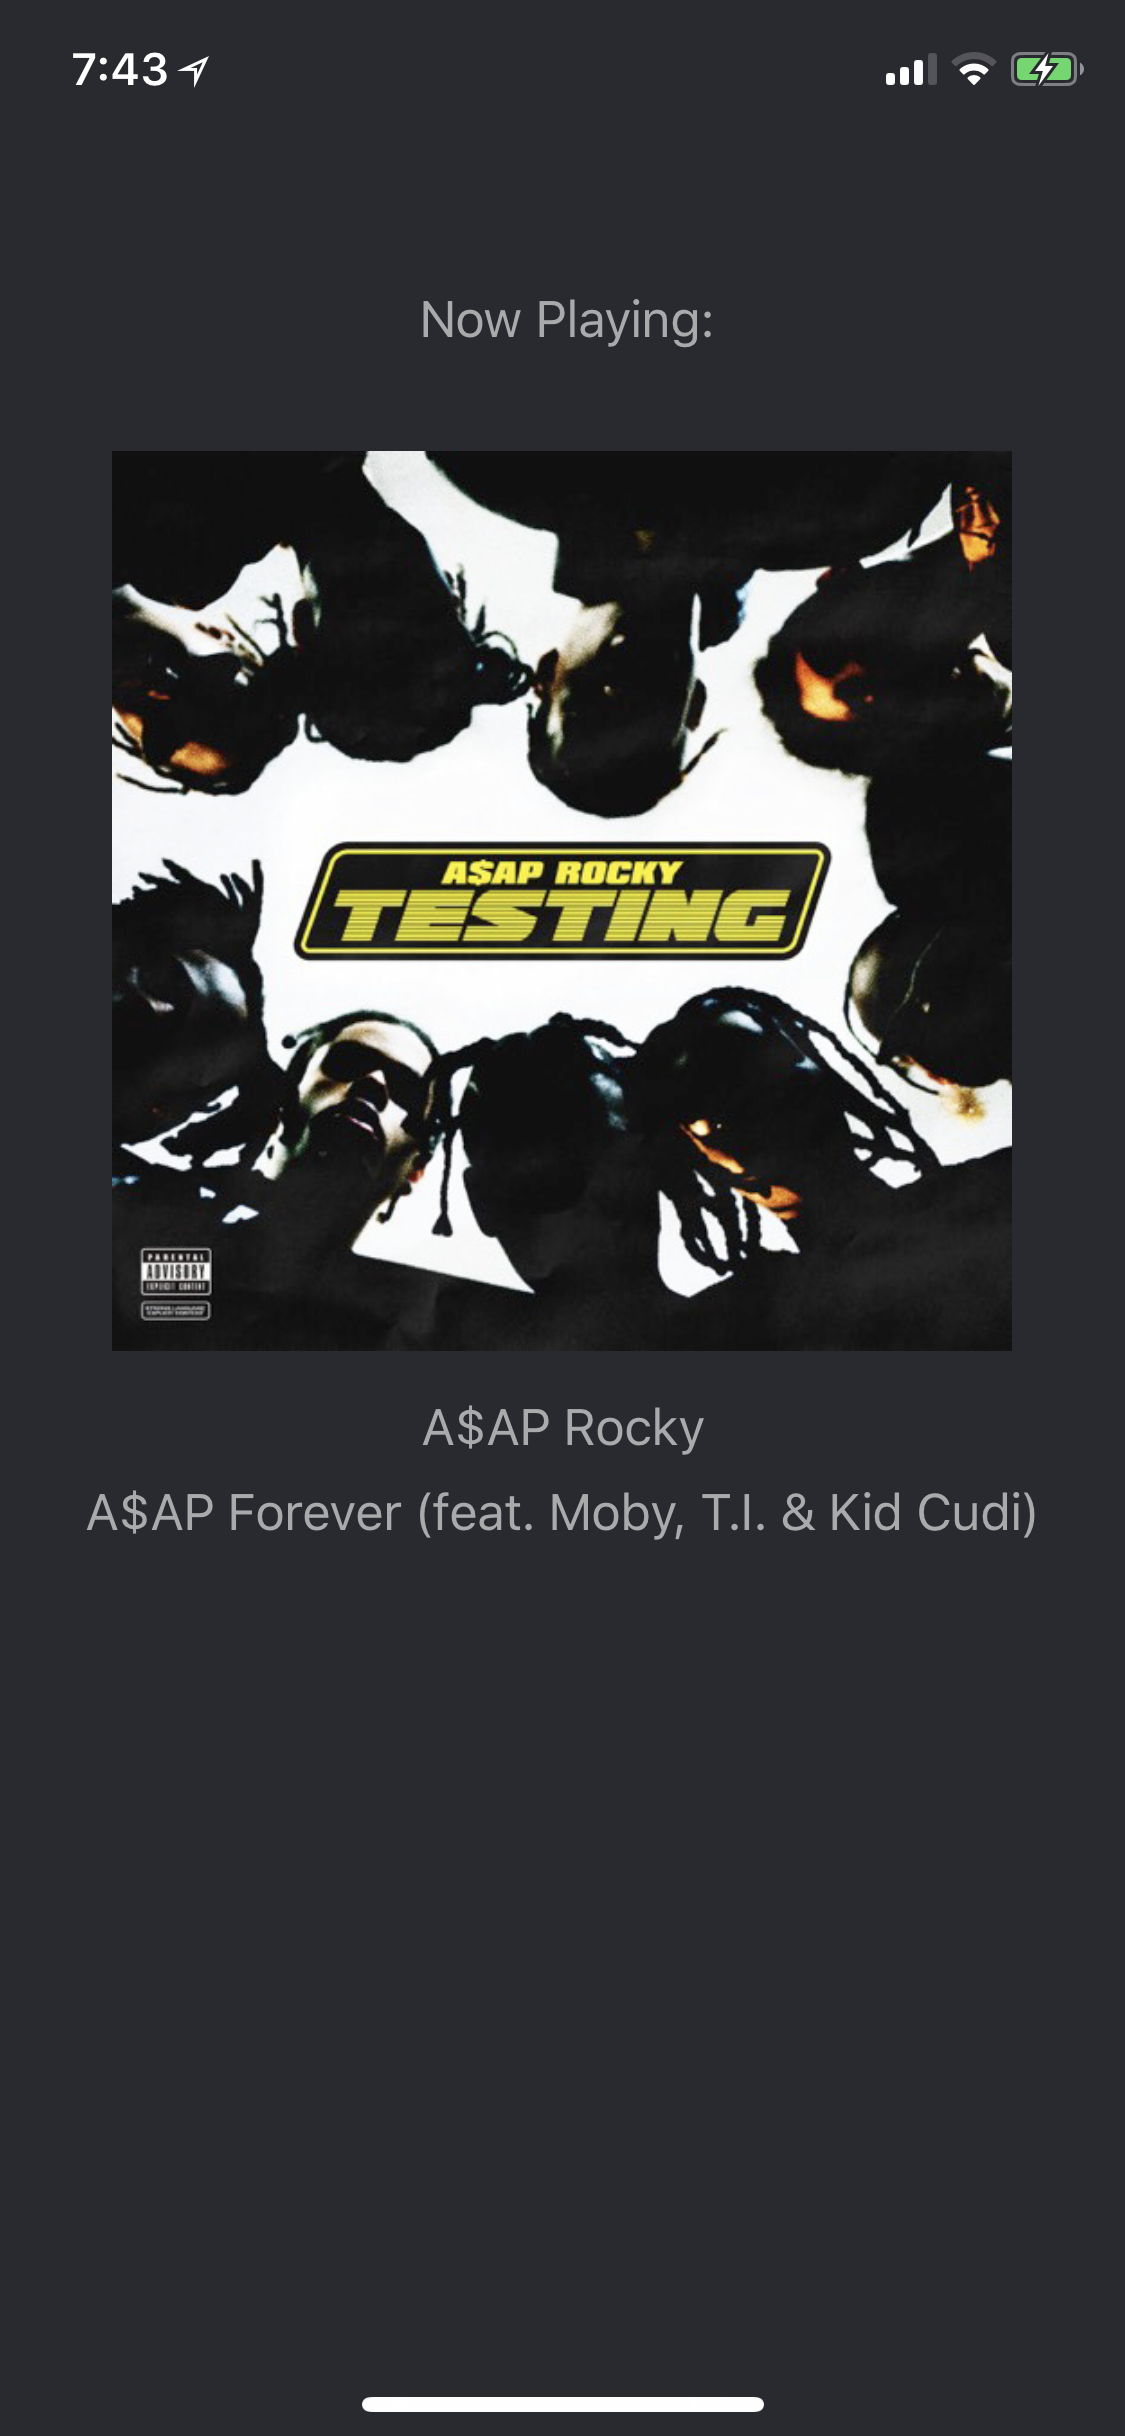 7:43
Now Playing:
A$AP ROCKY
TESTING
PARENTAL
ADVISORY
EXPLICIT CONTENT
A$AP Rocky
A$AP Forever (feat. Moby, T.I. & Kid Cudi)